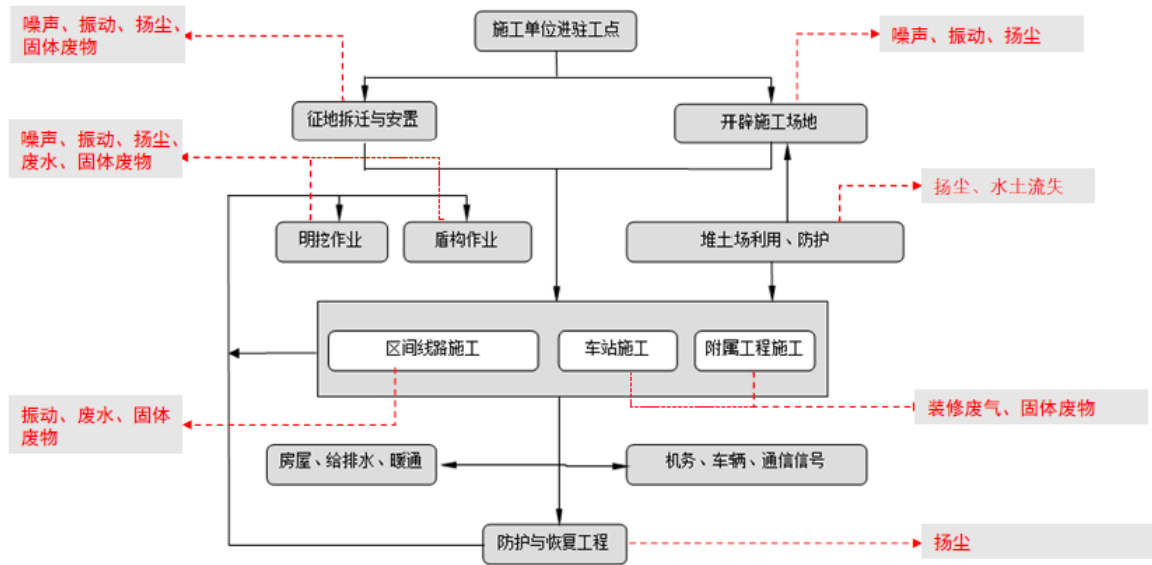 噪声、振动、扬尘、
固体废物
施工单位进驻工点
噪声、振动、扬尘
征地拆迁与安置
开辟施工场地
噪声、振动、扬尘、
废水、固体废物
扬尘、水土流失
明挖作业
盾构作业
堆土场利用、防护
区间线路施工
车站施工
附属工程施工
振动、废水、固体
废物
装修废气、固体废物
房屋、给排水、暖通
机务、车辆、通信信号
防护与恢复工程
扬尘